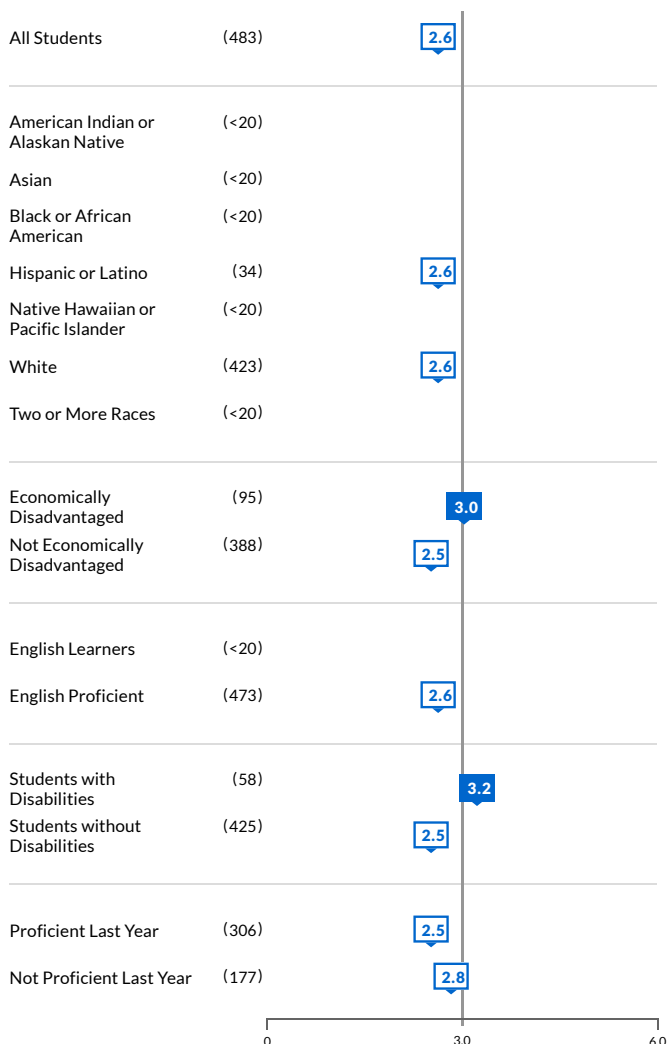 All Students (483) 2.6
American Indian or (<20)
Alaskan Native
Asian (<20)
Black or African (<20)
American
Hispanic or Latino (34) 2.6
Native Hawaiian or (<20)
Pacific Islander
White (423) 2.6
Two or More Races (<20)
Economically (95) 3.0
Disadvantaged
Not Economically (388) 2.5
Disadvantaged
English Learners (<20)
English Proficient (473) 2.6
Students with (58) 3.2
Disabilities
Students without (425) 2.5
Disabilities
Proficient Last Year (306) 2.5
Not Proficient Last Year (177) 2.8
0 3.0 6.0